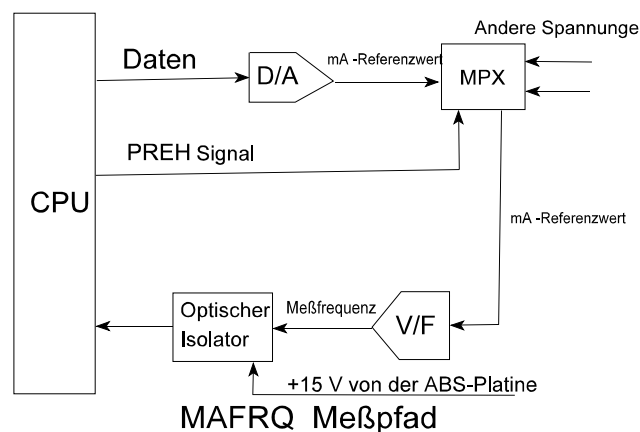 Andere Spannunge
Daten
D/A
mA -Referenzwert
MPX
PREH Signal
CPU
mA -Referenzwert
Optischer
Isolator
Meßfrequenz
V/F
+15 V von der ABS-Platine
MAFRQ Meßpfad